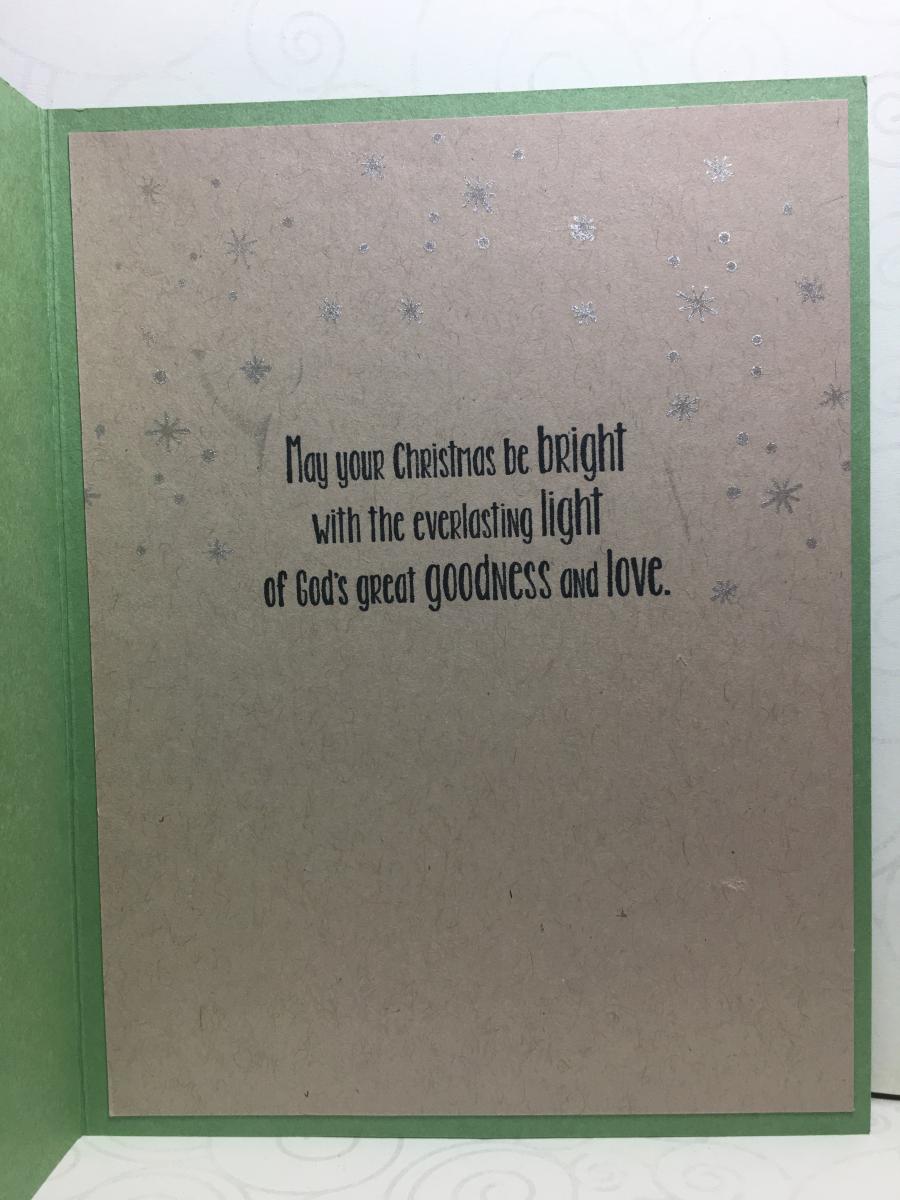 May your Christmas be bright
with the everlasting light
of God's great goodness and love.